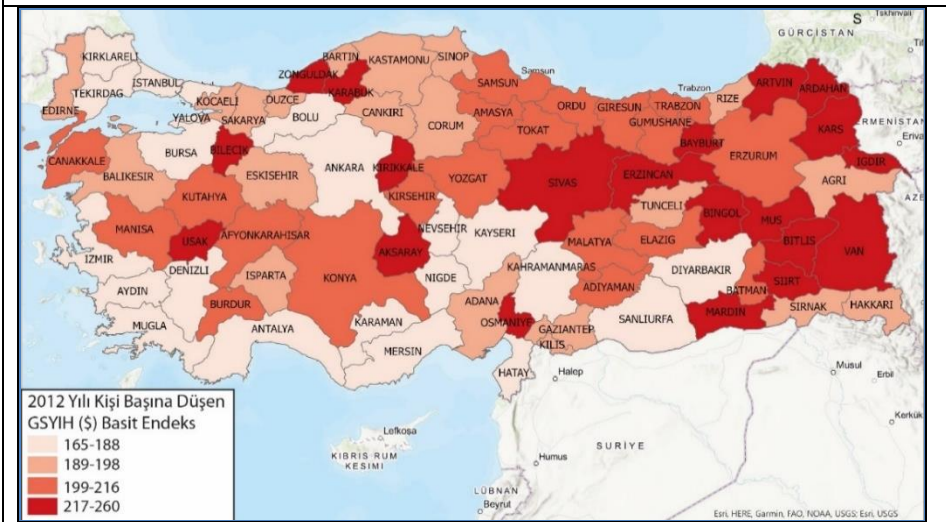 S
Tskhinvali
GÜRCİSTAN
KIRKLARELI
BARTIN
KASTAMONU
SINOP
ZONGULDAK
EDIRNE
TEKIRDAG
ISTANBUL
KARABUK
SAMSUN
Samsun
Trabzon
ARTVIN
ARDAHAN
KOCAELI
DUZCE
CANKIRI
AMASYA
ORDU
GIRESUN
TRABZON
RIZE
YALOVA
SAKARYA
BOLU
CORUM
TOKAT
GUMUSHANE
KARS
ERMENİSTAN
CANAKKALE
BURSA
BILECIK
ANKARA
KIRIKKALE
BAYBURT
ERZURUM
IGDIR
BALIKESIR
ESKISEHIR
YOZGAT
SIVAS
ERZINCAN
AGRI
KUTAHYA
KIRSEHIR
TUNCELI
MANISA
USAK
AFYONKARAHISAR
NEVSEHIR
KAYSERI
MALATYA
ELAZIG
BINGOL
MUS
BITLIS
VAN
IZMIR
AKSARAY
DENIZLI
ISPARTA
KONYA
NIGDE
KAHRAMANMARAS
DIYARBAKIR
SIIRT
AYDIN
BURDUR
ADIYAMAN
BATMAN
ADANA
OSMANIYE
MARDIN
SIRNAK
HAKKARI
MUGLA
ANTALYA
KARAMAN
GAZIANTEP
SANLIURFA
MERSIN
KILIS
HATAY
Halep
Musul
Erbil
2012 Yılı Kişi Başına Düşen
GSYIH ($) Basit Endeks
165-188
189-198
199-216
217-260
Lefkoşa
KIBRIS RUM
KESIMI
Kerkük
SURİYE
Humus
LÜBNAN
Beyrut
Esri, HERE, Garmin, FAO, NOAA, USGS; Esri, USGS